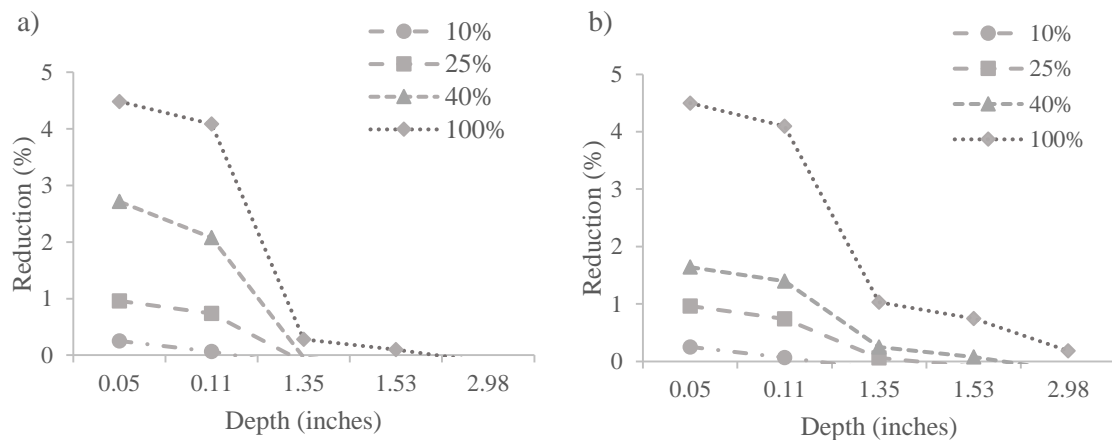 a)
10%
25%
40%
100%
Reduction (%)
5
4
3
2
1
0
0.05 0.11 1.35 1.53 2.98
Depth (inches)
b)
10%
25%
40%
100%
Reduction (%)
5
4
3
2
1
0
0.05 0.11 1.35 1.53 2.98
Depth (inches)